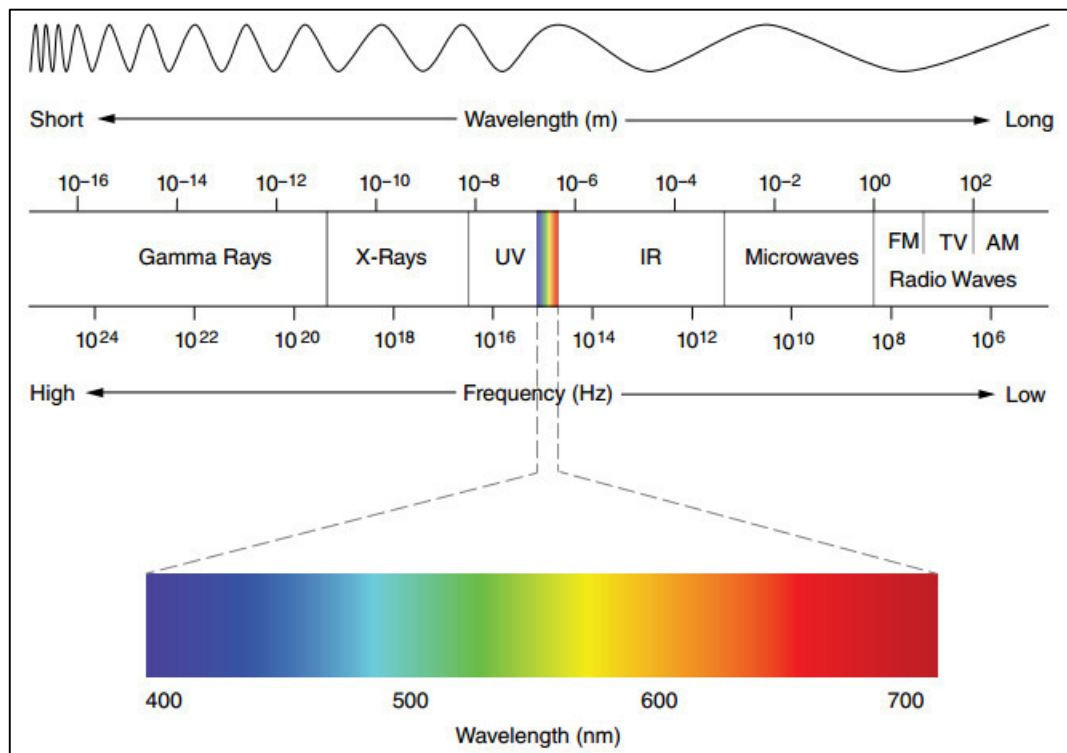 Short Wavelength (m) Long
10⁻¹⁶ 10⁻¹⁴ 10⁻¹² 10⁻¹⁰ 10⁻⁸ 10⁻⁶ 10⁻⁴ 10⁻² 10⁰ 10²
Gamma Rays X-Rays UV IR Microwaves FM TV AM
Radio Waves
10²⁴ 10²² 10²⁰ 10¹⁸ 10¹⁶ 10¹⁴ 10¹² 10¹⁰ 10⁸ 10⁶
High Frequency (Hz) Low
400 500 600 700
Wavelength (nm)